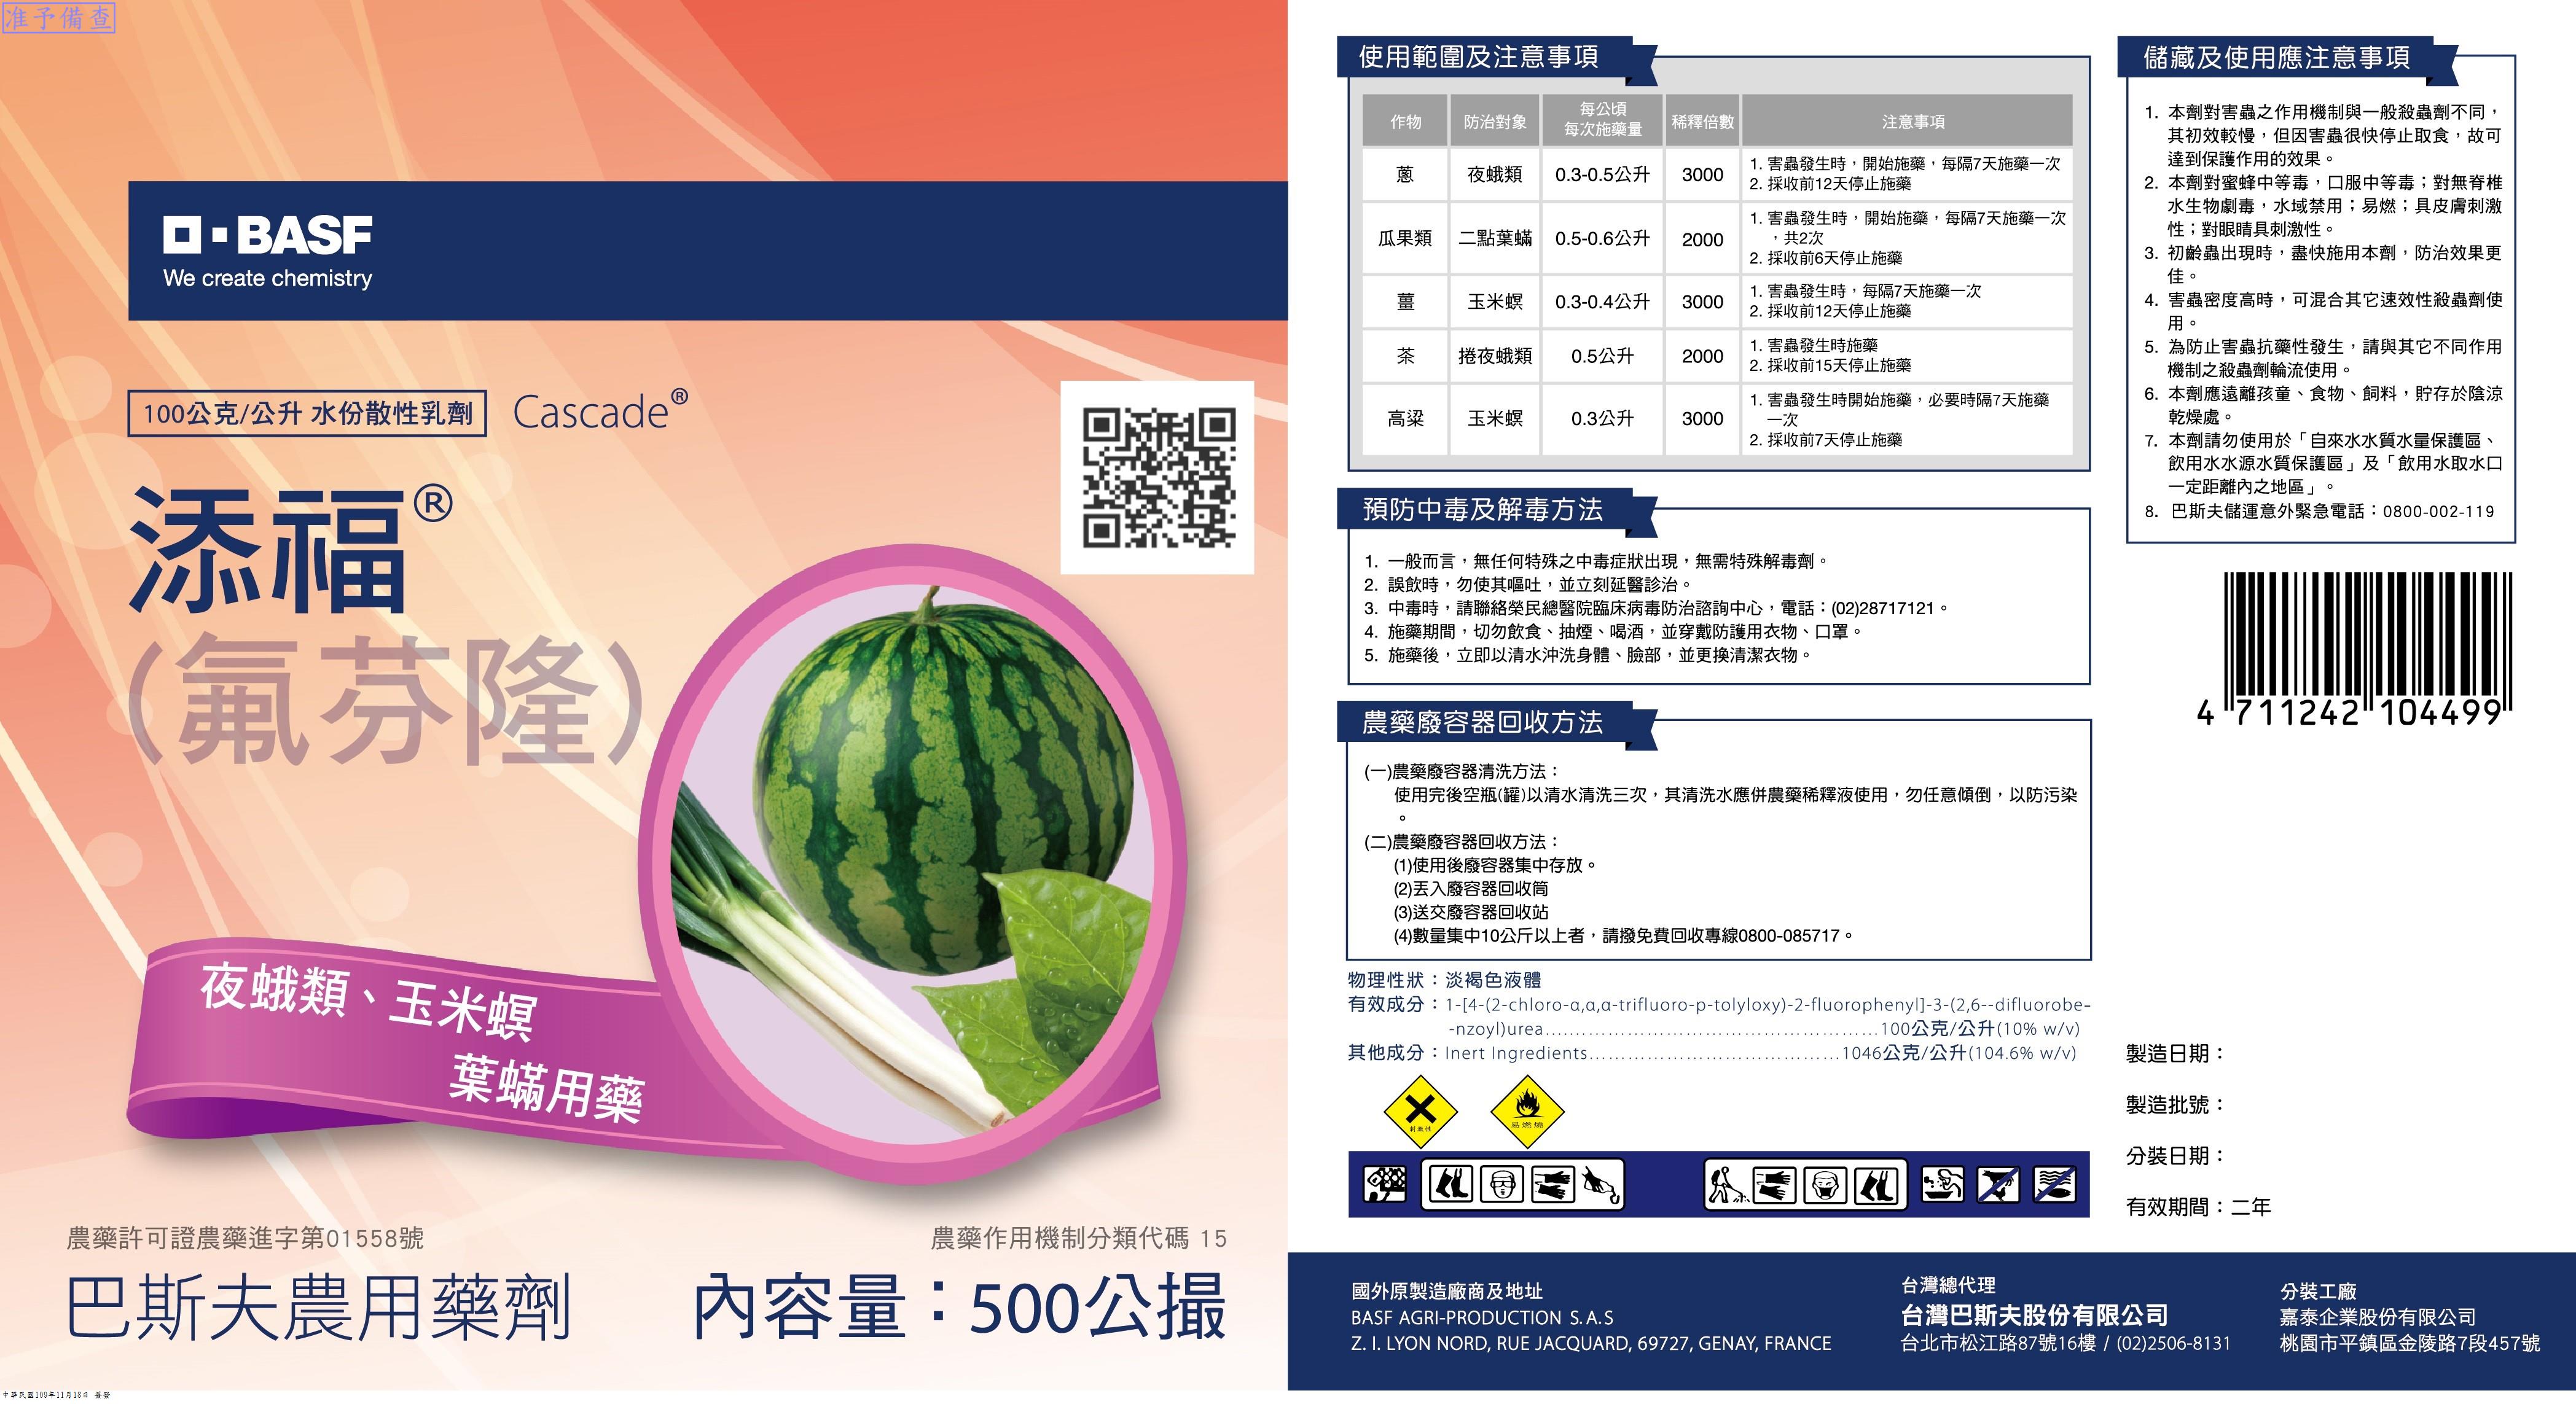 准予備查
BASF
We create chemistry
100公克/公升 水份散性乳劑
Cascade®
添福®
(氟芬隆)
夜蛾類、玉米螟
葉蟎用藥
農藥許可證農藥進字第01558號
農藥作用機制分類代碼 15
巴斯夫農用藥劑
內容量：500公撮
中華民國109年11月18日 簽發
使用範圍及注意事項
作物 防治對象 每公頃 每次施藥量 稀釋倍數 注意事項
蔥 夜蛾類 0.3-0.5公升 3000
1. 害蟲發生時，開始施藥，每隔7天施藥一次
2. 採收前12天停止施藥
瓜果類 二點葉蟎 0.5-0.6公升 2000
1. 害蟲發生時，開始施藥，每隔7天施藥一次
，共2次
2. 採收前6天停止施藥
薑 玉米螟 0.3-0.4公升 3000
1. 害蟲發生時，每隔7天施藥一次
2. 採收前12天停止施藥
茶 捲夜蛾類 0.5公升 2000
1. 害蟲發生時施藥
2. 採收前15天停止施藥
高粱 玉米螟 0.3公升 3000
1. 害蟲發生時開始施藥，必要時隔7天施藥
一次
2. 採收前7天停止施藥
預防中毒及解毒方法
1. 一般而言，無任何特殊之中毒症狀出現，無需特殊解毒劑。
2. 誤飲時，勿使其嘔吐，並立刻延醫診治。
3. 中毒時，請聯絡榮民總醫院臨床病毒防治諮詢中心，電話：(02)28717121。
4. 施藥期間，切勿飲食、抽煙、喝酒，並穿戴防護用衣物、口罩。
5. 施藥後，立即以清水沖洗身體、臉部，並更換清潔衣物。
農藥廢容器回收方法
(一)農藥廢容器清洗方法：
使用完後空瓶(罐)以清水清洗三次，其清洗水應併農藥稀釋液使用，勿任意傾倒，以防污染
。
(二)農藥廢容器回收方法：
(1)使用後廢容器集中存放。
(2)丟入廢容器回收筒
(3)送交廢容器回收站
(4)數量集中10公斤以上者，請撥免費回收專線0800-085717。
物理性狀：淡褐色液體
有效成分：1-[4-(2-chloro-α,α,α-trifluoro-p-tolyloxy)-2-fluorophenyl]-3-(2,6--difluorobe-
-nzoyl)urea................................................100公克/公升(10% w/v)
其他成分：Inert Ingredients....................................1046公克/公升(104.6% w/v)
刺激性
易燃燒
儲藏及使用應注意事項
1. 本劑對害蟲之作用機制與一般殺蟲劑不同，
其初效較慢，但因害蟲很快停止取食，故可
達到保護作用的效果。
2. 本劑對蜜蜂中等毒，口服中等毒；對無脊椎
水生物劇毒，水域禁用；易燃；具皮膚刺激
性；對眼睛具刺激性。
3. 初齡蟲出現時，盡快施用本劑，防治效果更
佳。
4. 害蟲密度高時，可混合其它速效性殺蟲劑使
用。
5. 為防止害蟲抗藥性發生，請與其它不同作用
機制之殺蟲劑輪流使用。
6. 本劑應遠離孩童、食物、飼料，貯存於陰涼
乾燥處。
7. 本劑請勿使用於「自來水水質水量保護區、
飲用水水源水質保護區」及「飲用水取水口
一定距離內之地區」。
8. 巴斯夫儲運意外緊急電話：0800-002-119
4 711242 104499
製造日期：
製造批號：
分裝日期：
有效期間：二年
國外原製造廠商及地址
BASF AGRI-PRODUCTION S.A.S
Z. I. LYON NORD, RUE JACQUARD, 69727, GENAY, FRANCE
台灣總代理
台灣巴斯夫股份有限公司
台北市松江路87號16樓 / (02)2506-8131
分裝工廠
嘉泰企業股份有限公司
桃園市平鎮區金陵路7段457號